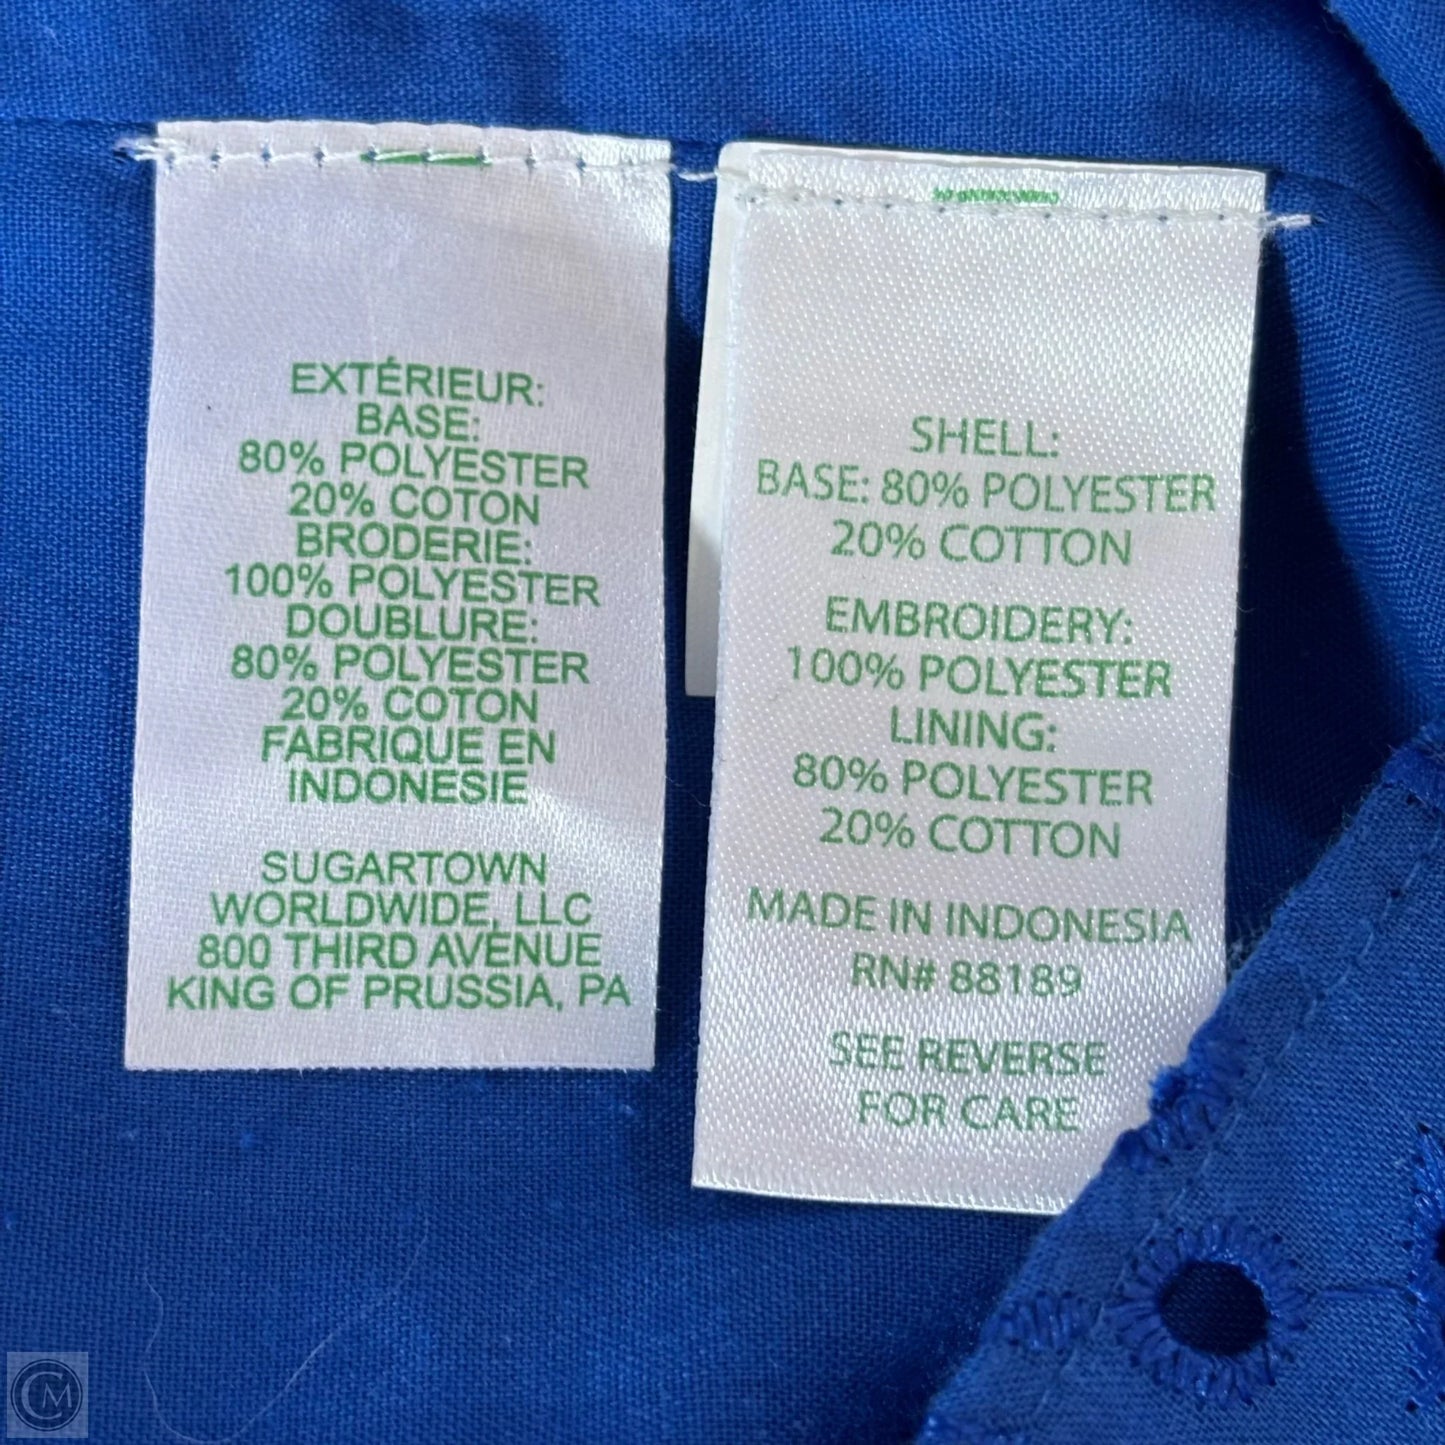 EXTÉRIEUR:
BASE:
80% POLYESTER
20% COTON
BRODERIE:
100% POLYESTER
DOUBLURE:
80% POLYESTER
20% COTON
FABRIQUE EN
INDONESIE
SUGARTOWN
WORLDWIDE, LLC
800 THIRD AVENUE
KING OF PRUSSIA, PA
SHELL:
BASE: 80% POLYESTER
20% COTTON
EMBROIDERY:
100% POLYESTER
LINING:
80% POLYESTER
20% COTTON
MADE IN INDONESIA
RN# 88189
SEE REVERSE
FOR CARE
CM